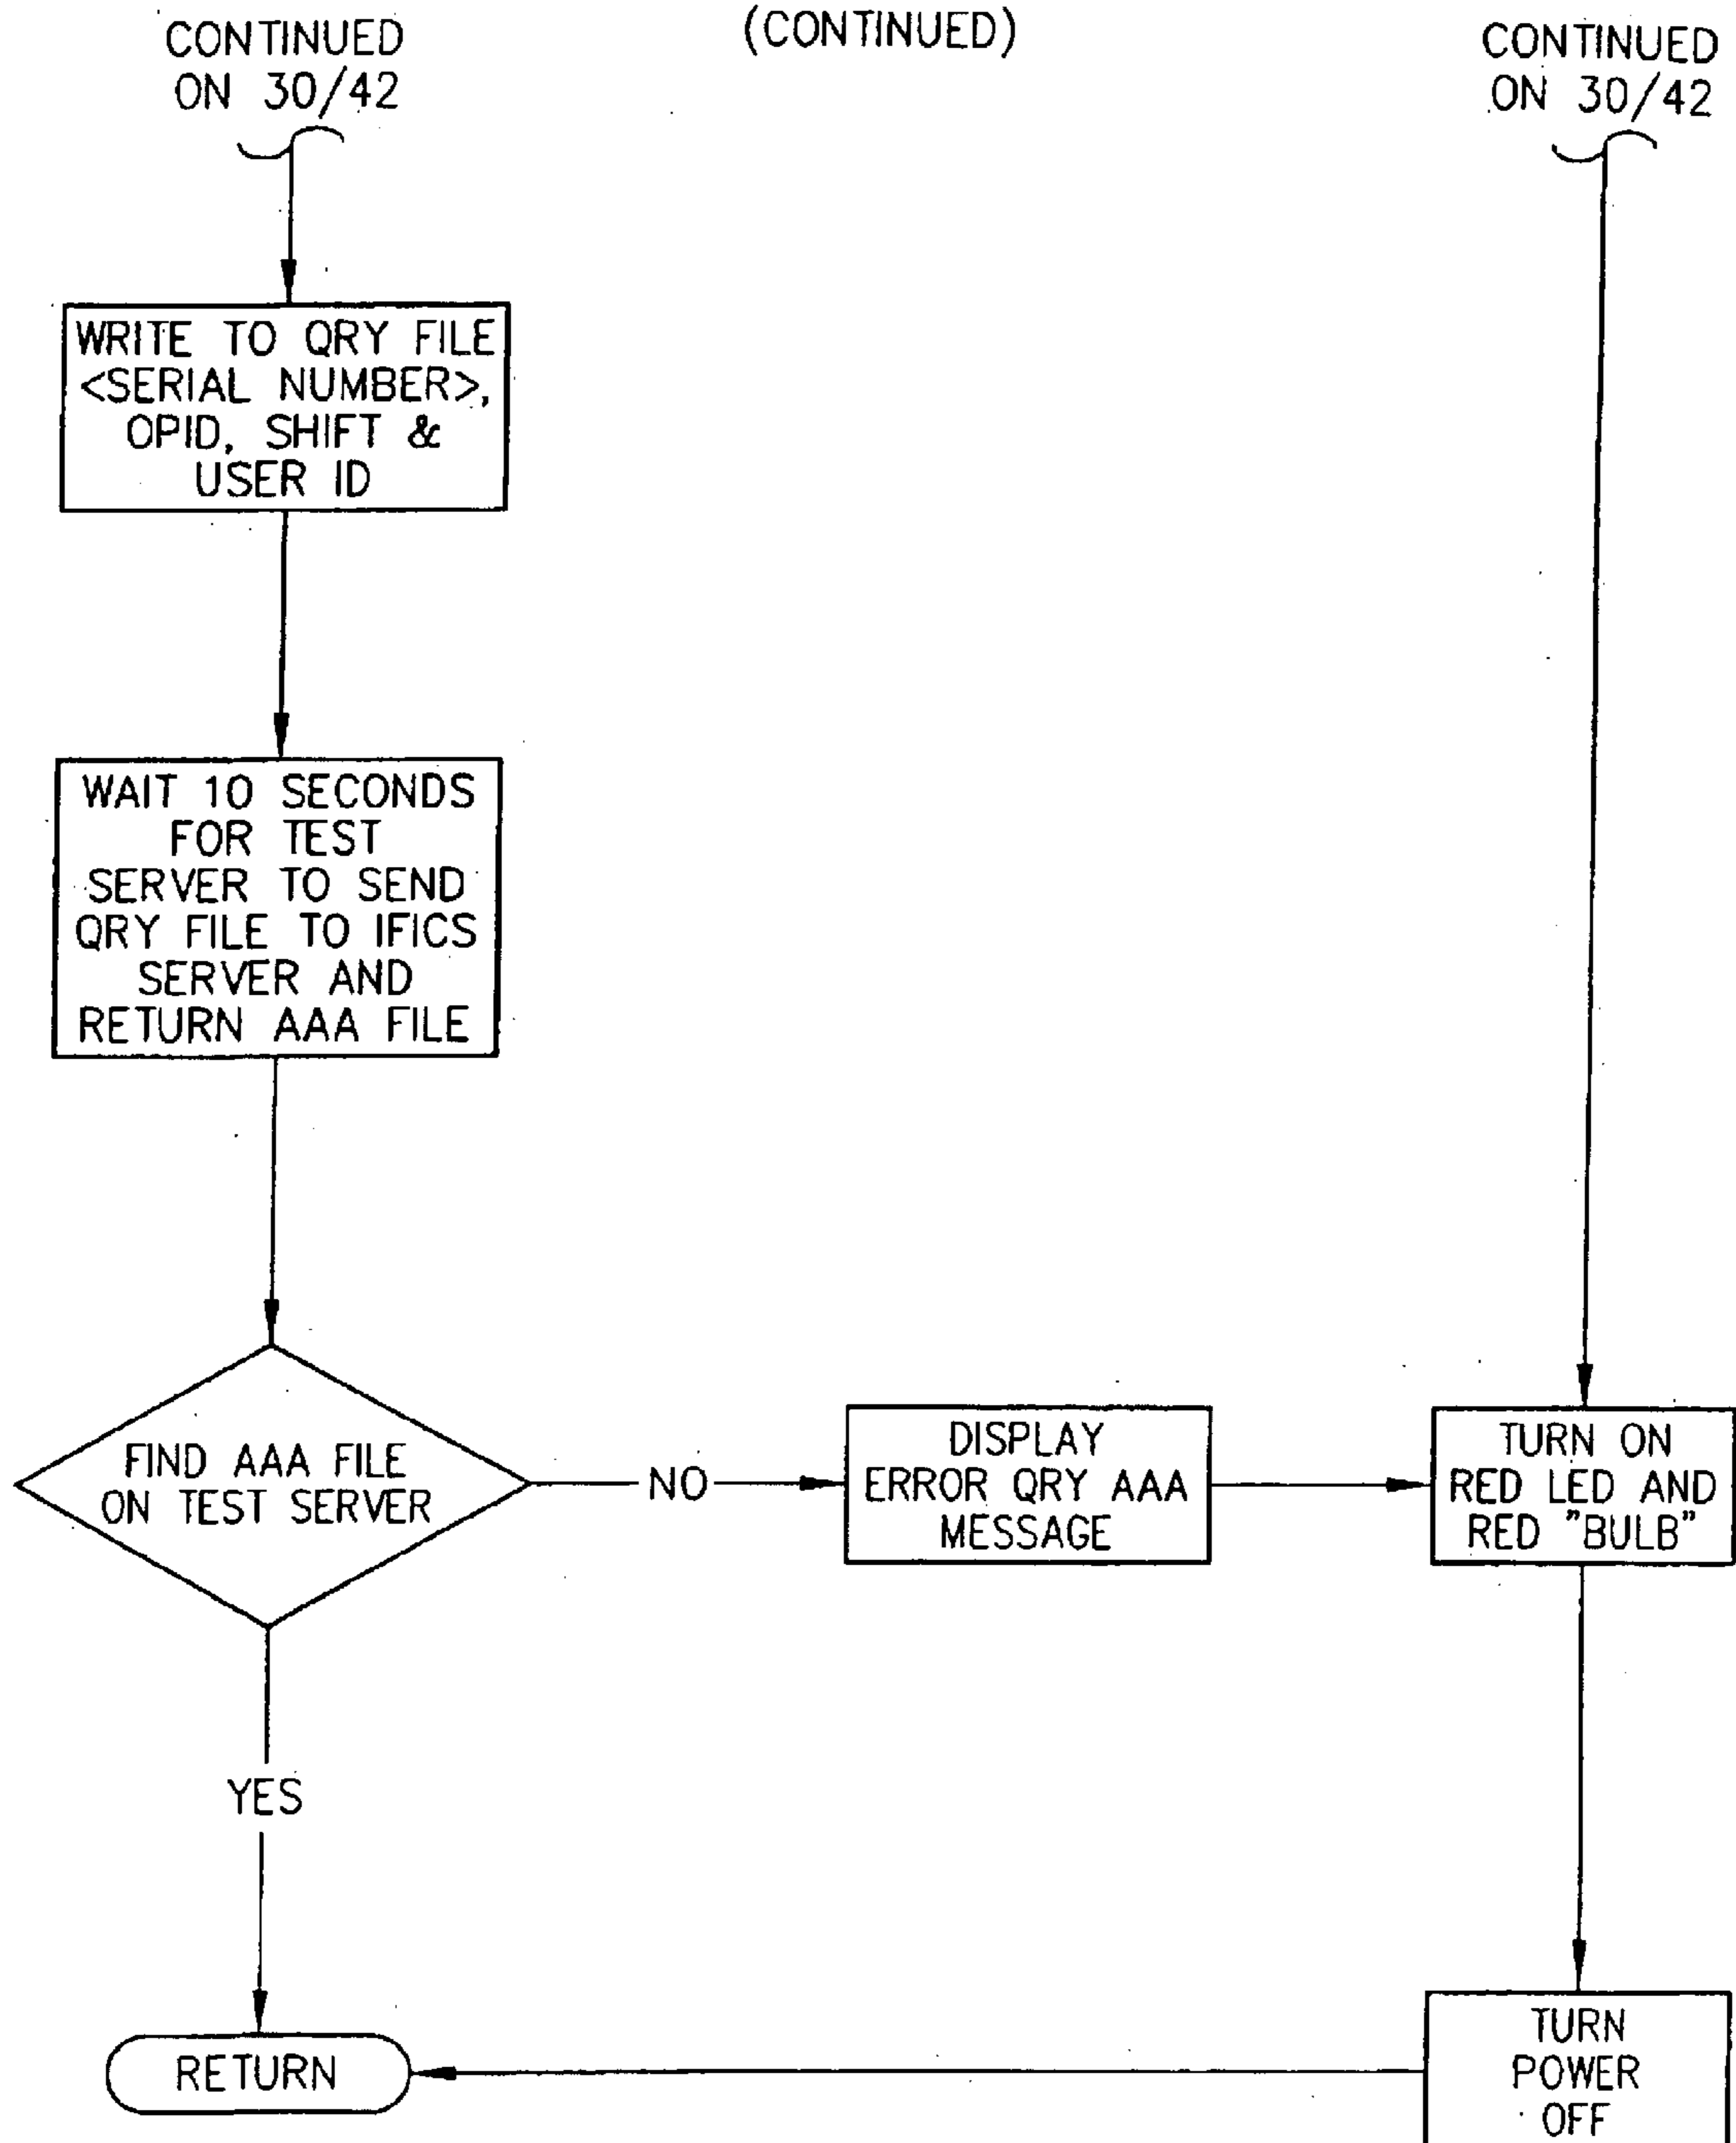 (CONTINUED)
CONTINUED
ON 30/42
CONTINUED
ON 30/42
WRITE TO QRY FILE
<SERIAL NUMBER>,
OPID, SHIFT &
USER ID
WAIT 10 SECONDS
FOR TEST
SERVER TO SEND
QRY FILE TO IFICS
SERVER AND
RETURN AAA FILE
FIND AAA FILE
ON TEST SERVER
NO
DISPLAY
ERROR QRY AAA
MESSAGE
TURN ON
RED LED AND
RED "BULB"
YES
RETURN
TURN
POWER
OFF